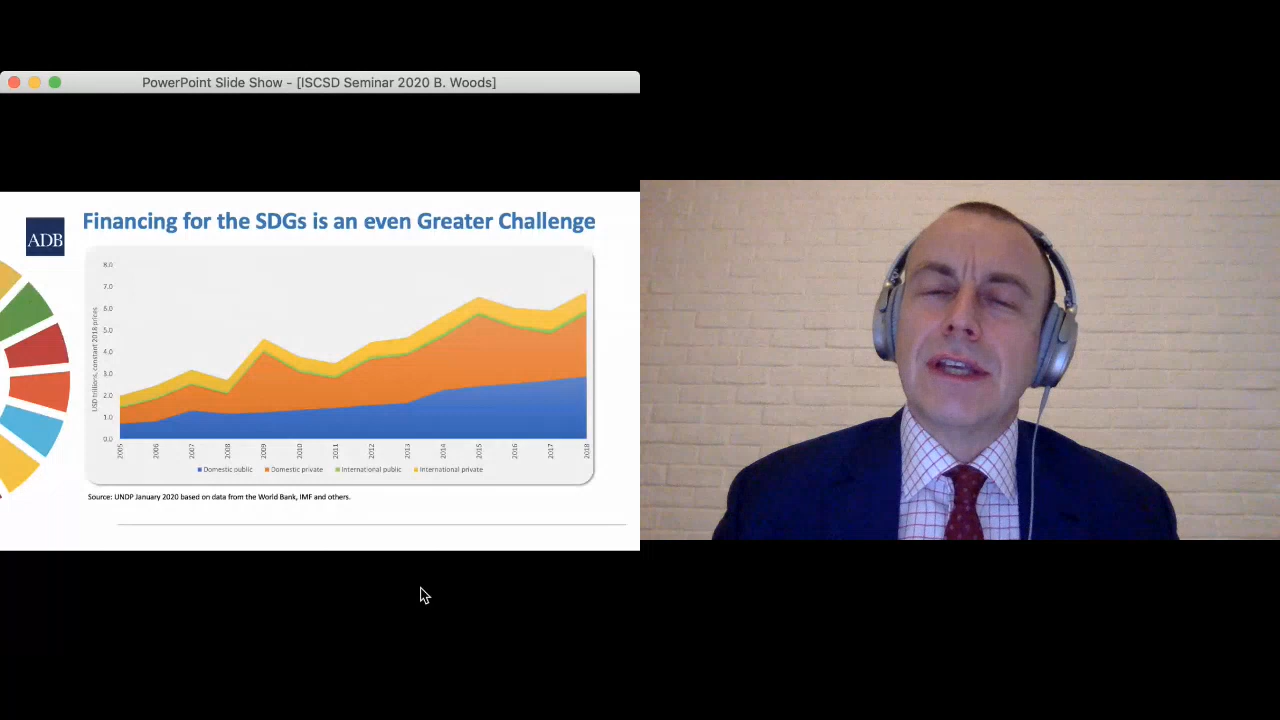 PowerPoint Slide Show - [ISCSD Seminar 2020 B. Woods]
ADB
Financing for the SDGs is an even Greater Challenge
8.0
7.0
6.0
5.0
4.0
3.0
2.0
1.0
0.0
USD trillions, constant 2018 prices
2005 2006 2007 2008 2009 2010 2011 2012 2013 2014 2015 2016 2017 2018
Domestic public Domestic private International public International private
Source: UNDP January 2020 based on data from the World Bank, IMF and others.